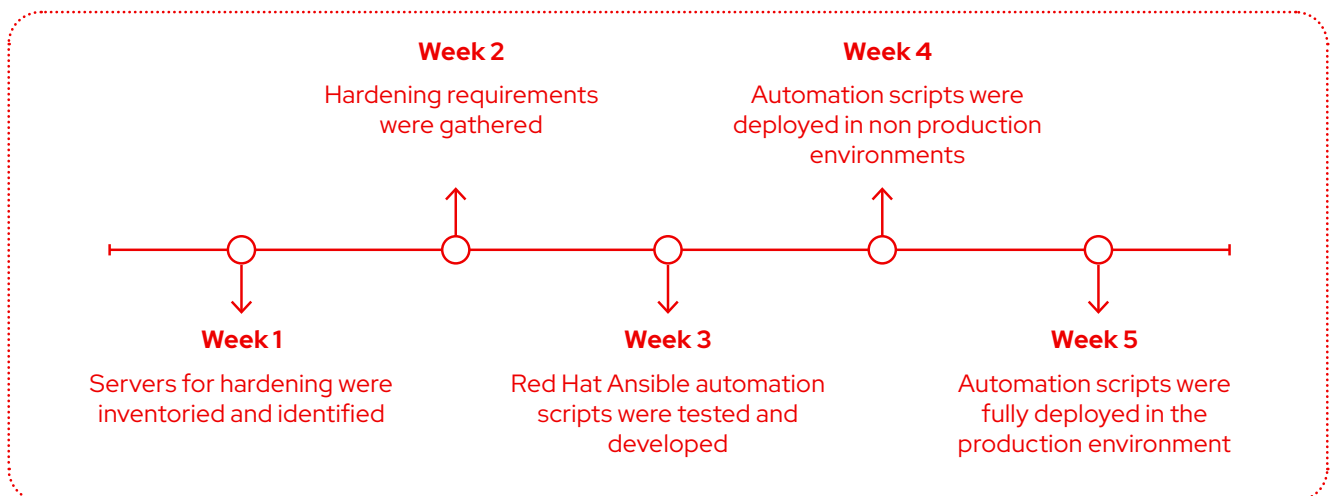 Week 2
Hardening requirements
were gathered
Week 4
Automation scripts were
deployed in non production
environments
Week 1
Servers for hardening were
inventoried and identified
Week 3
Red Hat Ansible automation
scripts were tested and
developed
Week 5
Automation scripts were
fully deployed in the
production environment